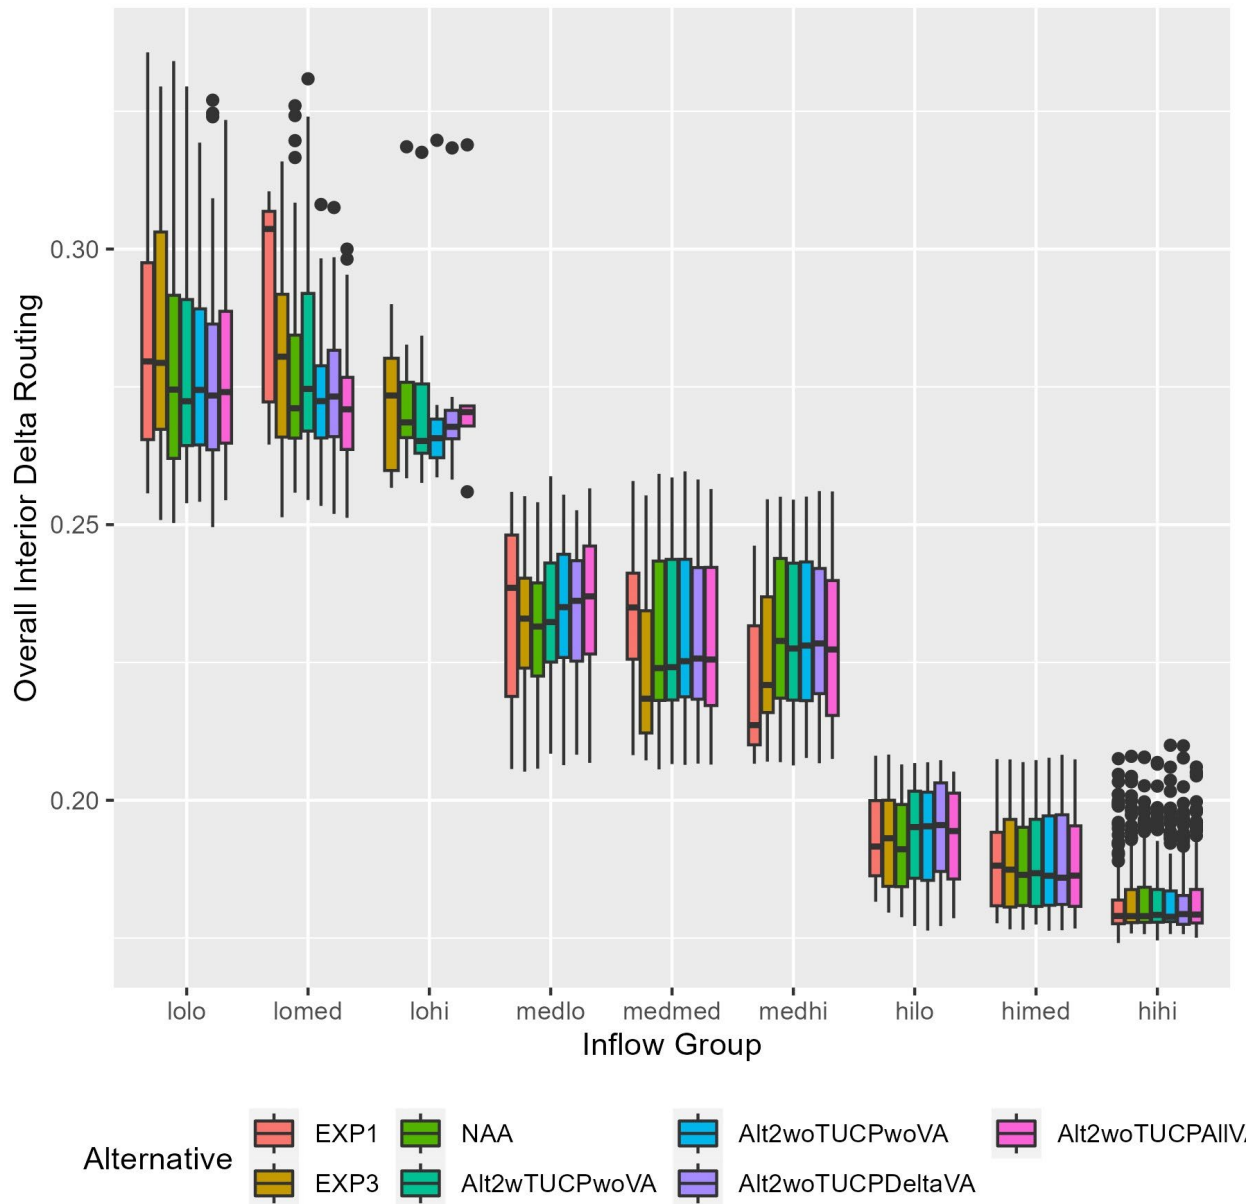 Overall Interior Delta Routing
0.30
0.25
0.20
lolo lomed lohi medlo medmed medhi hilo himed hihi
Inflow Group
Alternative
EXP1 NAA Alt2woTUCPwoVA Alt2woTUCPAllVA
EXP3 Alt2wTUCPwoVA Alt2woTUCPDeltaVA